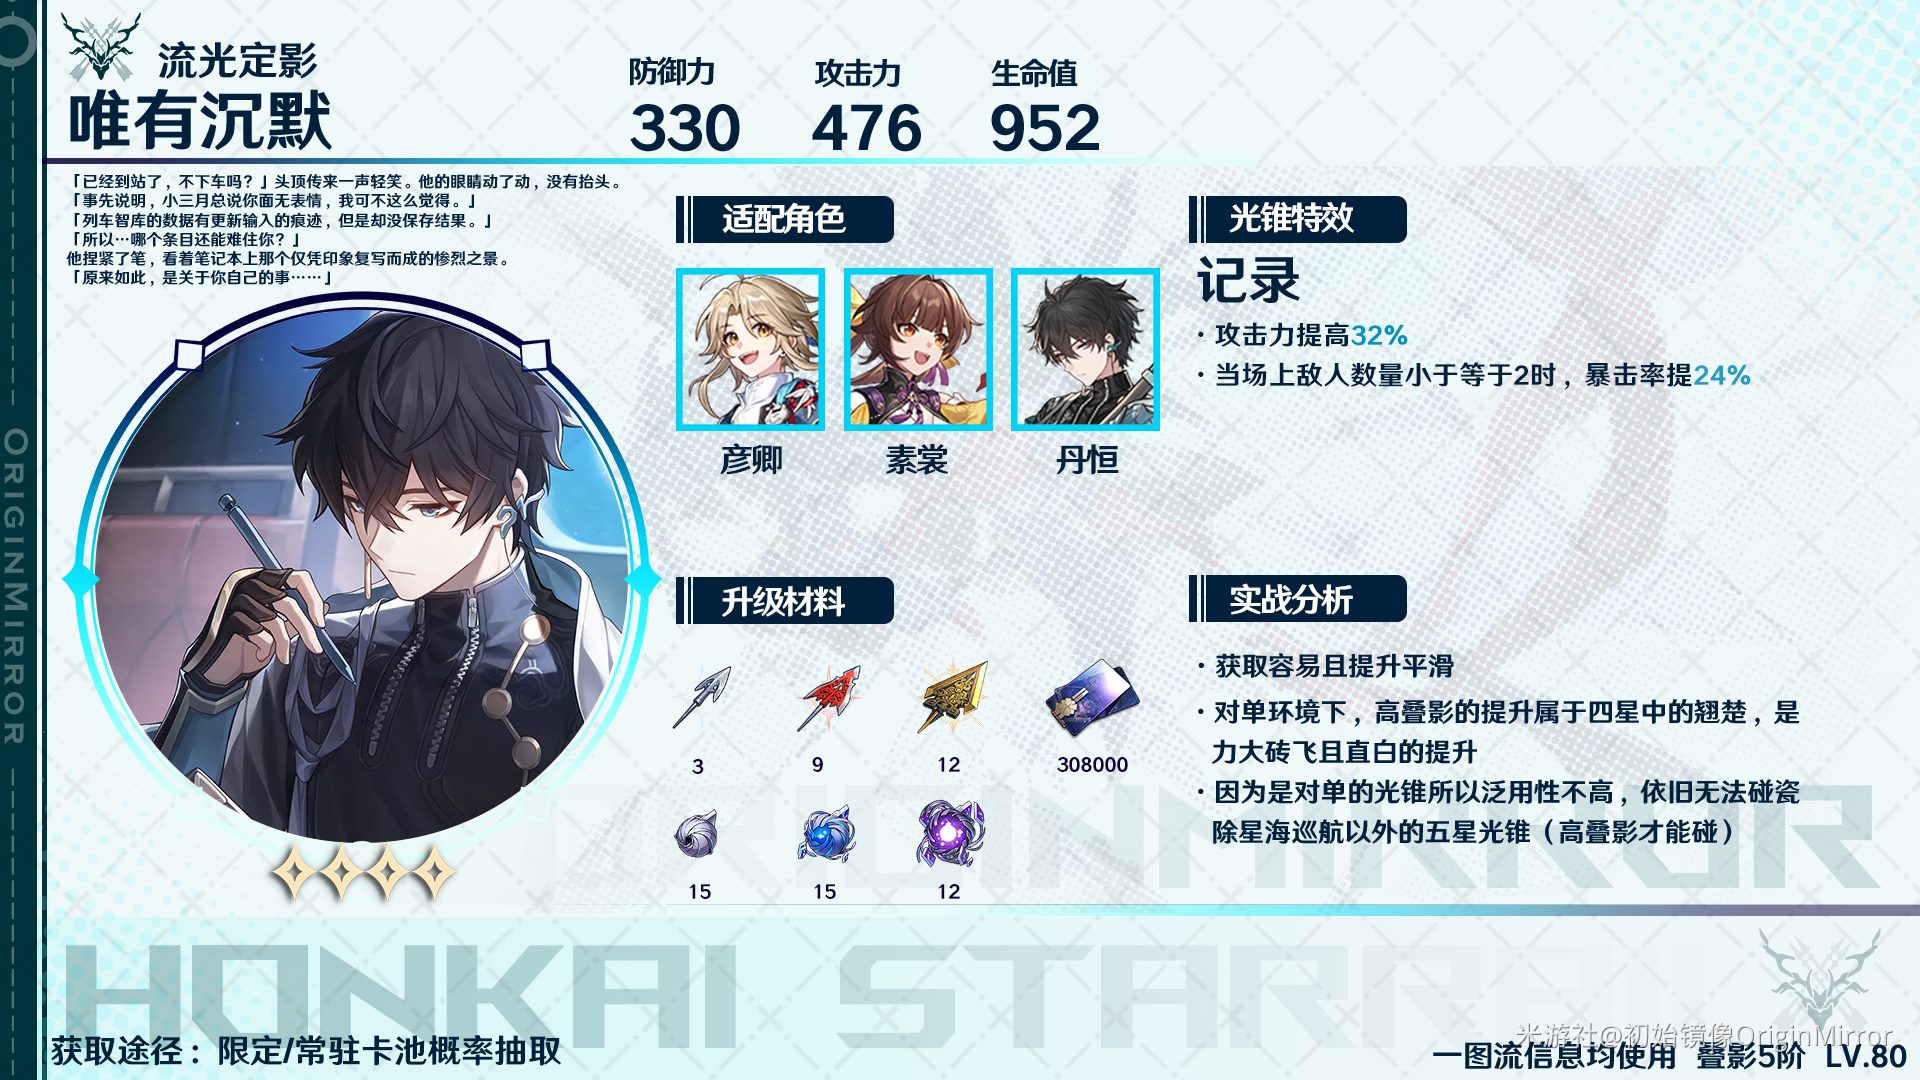 流光定影
唯有沉默
防御力
330
攻击力
476
生命值
952
「已经到站了，不下车吗？」头顶传来一声轻笑。他的眼睛动了动，没有抬头。
「事先说明，小三月总说你面无表情，我可不这么觉得。」
「列车智库的数据有更新输入的痕迹，但是却没保存结果。」
「所以…哪个条目还能难住你？」
他捏紧了笔，看着笔记本上那个仅凭印象复写而成的惨烈之景。
「原来如此，是关于你自己的事……」
适配角色
彦卿
素裳
丹恒
光锥特效
记录
· 攻击力提高32%
· 当场上敌人数量小于等于2时，暴击率提24%
升级材料
3
9
12
308000
15
15
12
实战分析
· 获取容易且提升平滑
· 对单环境下，高叠影的提升属于四星中的翘楚，是
力大砖飞且直白的提升
· 因为是对单的光锥所以泛用性不高，依旧无法碰瓷
除星海巡航以外的五星光锥（高叠影才能碰）
ORIGINMIRROR
ORIGINMIRROR
HONKAI STARRAIL
获取途径：限定/常驻卡池概率抽取
米游社@初始镜像OriginMirror
一图流信息均使用 叠影5阶 LV.80